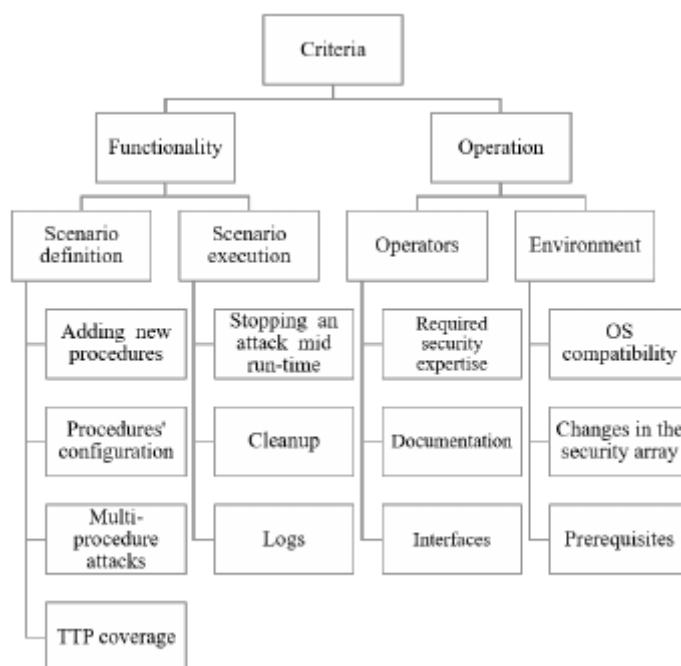 Criteria
Functionality
Operation
Scenario
definition
Scenario
execution
Operators
Environment
Adding new
procedures
Stopping an
attack mid
run-time
Required
security
expertise
OS
compatibility
Procedures'
configuration
Cleanup
Documentation
Changes in the
security array
Multi-
procedure
attacks
Logs
Interfaces
Prerequisites
TTP coverage